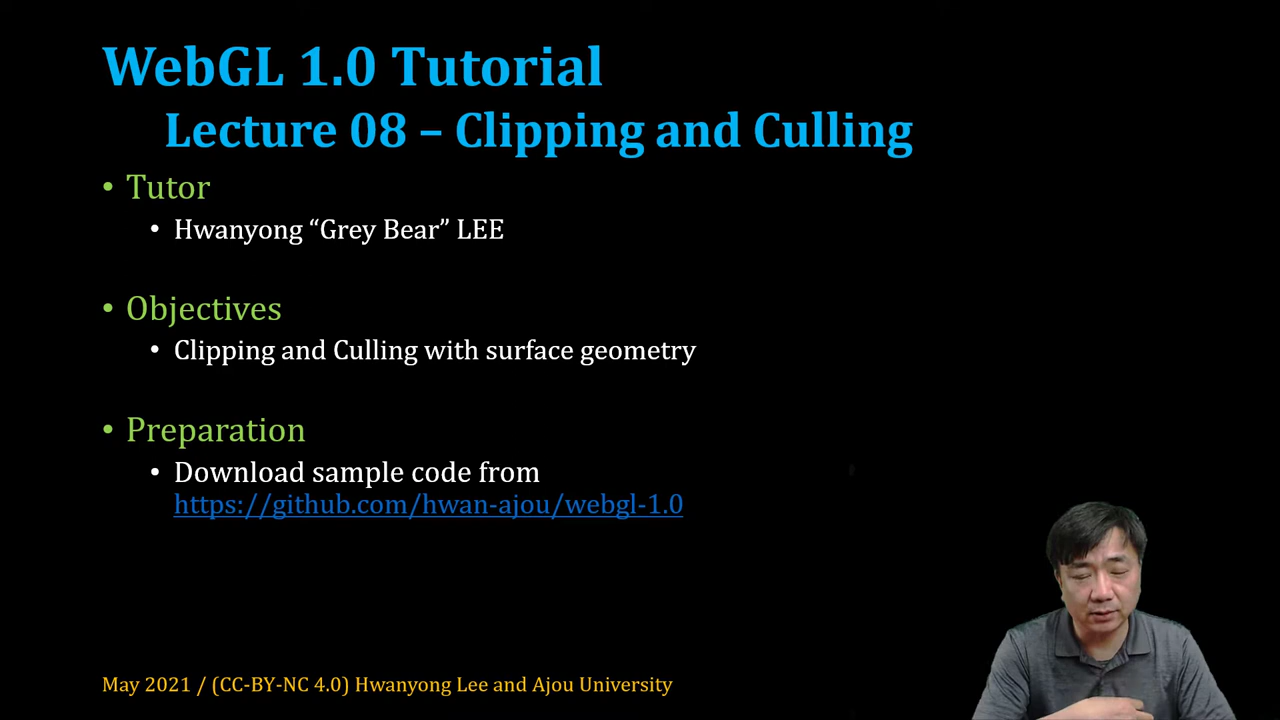 WebGL 1.0 Tutorial
Lecture 08 – Clipping and Culling
• Tutor
• Hwanyong “Grey Bear” LEE
• Objectives
• Clipping and Culling with surface geometry
• Preparation
• Download sample code from
https://github.com/hwan-ajou/webgl-1.0
May 2021 / (CC-BY-NC 4.0) Hwanyong Lee and Ajou University